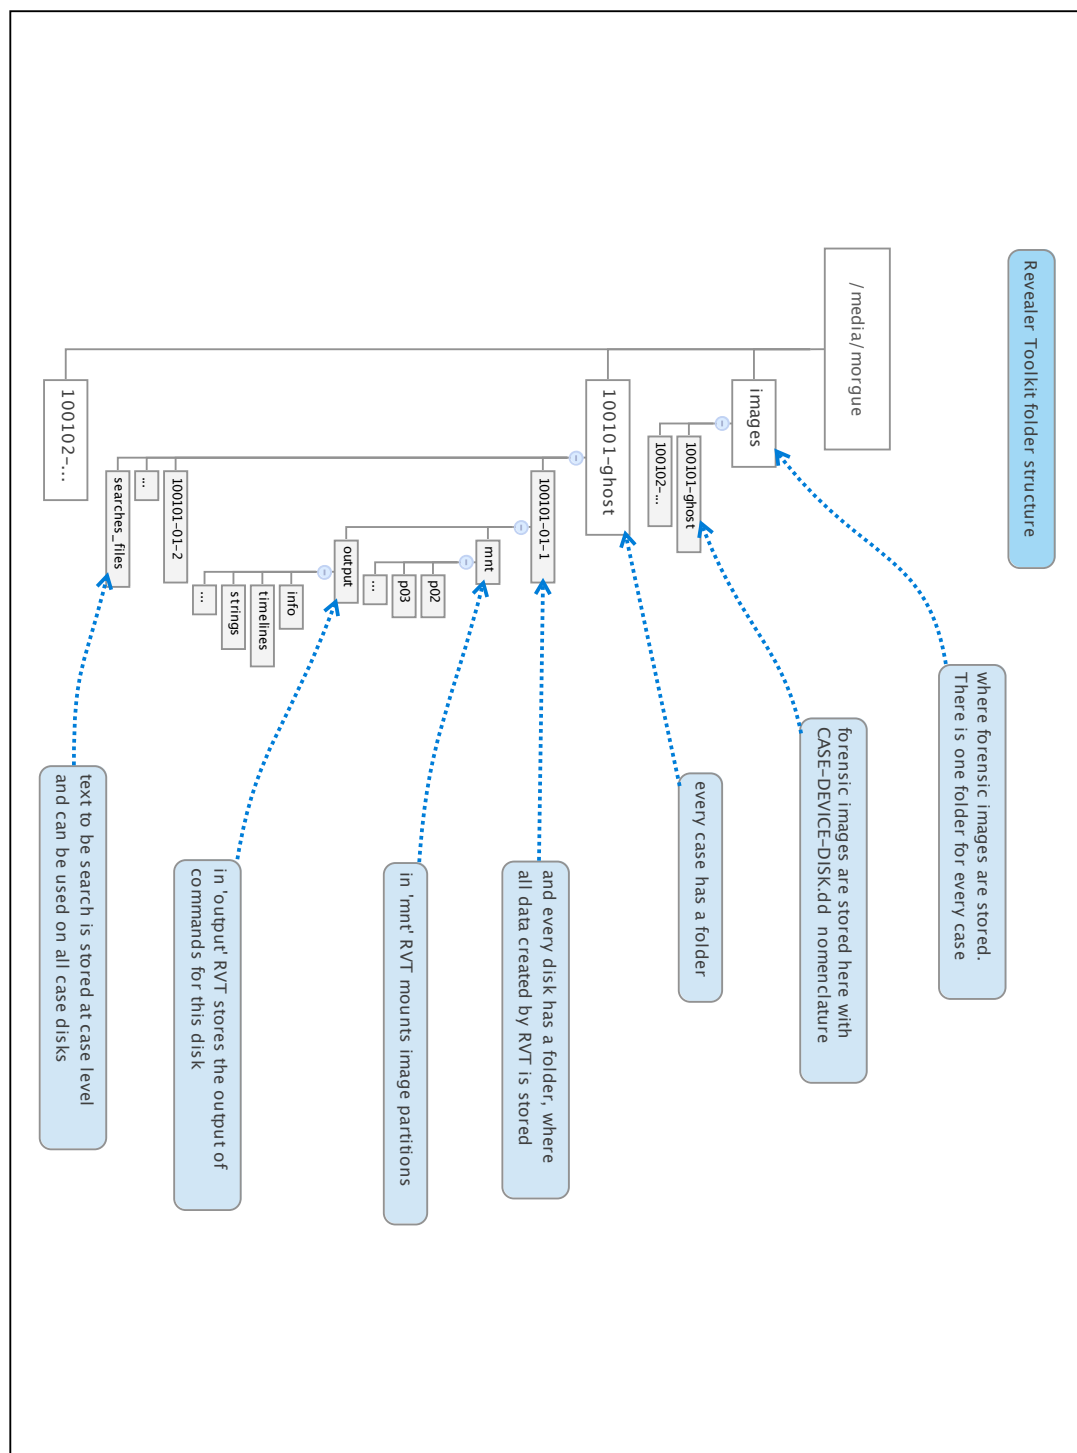 Revealer Toolkit folder structure
/media/morgue
images
100101-ghost
100102-...
100101-ghost
100101-01-1
mnt
p02
p03
...
output
info
timelines
strings
...
100101-01-2
...
searches_files
100102-...
where forensic images are stored.
There is one folder for every case
forensic images are stored here with
CASE-DEVICE-DISK.dd nomenclature
every case has a folder
and every disk has a folder, where
all data created by RVT is stored
in 'mnt' RVT mounts image partitions
in 'output' RVT stores the output of
commands for this disk
text to be search is stored at case level
and can be used on all case disks